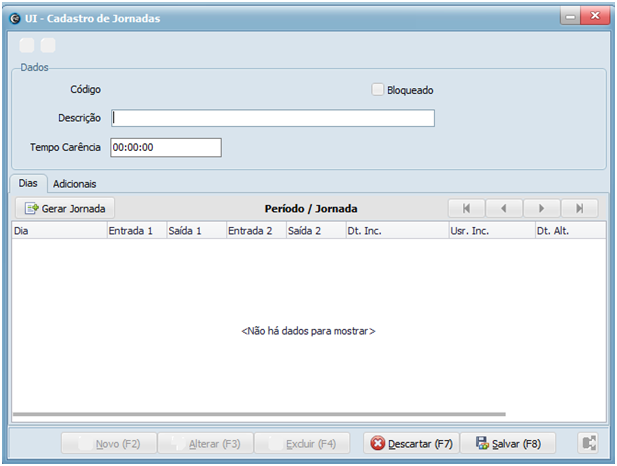 UI - Cadastro de Jornadas
Dados
Código
Bloqueado
Descrição
Tempo Carência 00:00:00
Dias Adicionais
Gerar Jornada Período / Jornada
Dia Entrada 1 Saída 1 Entrada 2 Saída 2 Dt. Inc. Usr. Inc. Dt. Alt.
<Não há dados para mostrar>
Novo (F2) Alterar (F3) Excluir (F4) Descartar (F7) Salvar (F8)